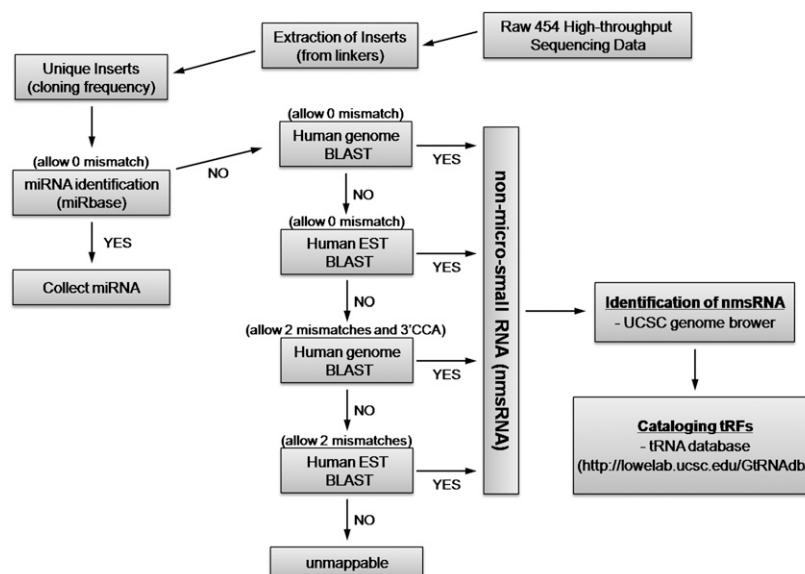 Raw 454 High-throughput
Sequencing Data
Extraction of Inserts
(from linkers)
Unique Inserts
(cloning frequency)
(allow 0 mismatch)
miRNA identification
(miRbase)
NO
YES
Collect miRNA
(allow 0 mismatch)
Human genome
BLAST
YES
NO
(allow 0 mismatch)
Human EST
BLAST
YES
NO
(allow 2 mismatches and 3'CCA)
Human genome
BLAST
YES
NO
(allow 2 mismatches)
Human EST
BLAST
YES
NO
unmappable
non-micro-small
RNA (nmsRNA)
Identification of nmsRNA
- UCSC genome brower
Cataloging tRFs
- tRNA database
(http://lowelab.ucsc.edu/GtRNAdb